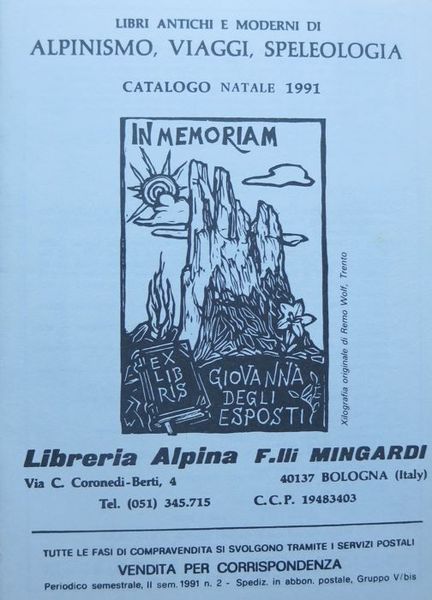 LIBRI ANTICHI E MODERNI DI
ALPINISMO, VIAGGI, SPELEOLOGIA
CATALOGO NATALE 1991
IN MEMORIAM
EX
LIB
RIS
GIOVANNA
DEGLI
ESPOSTI
Xilografia originale di Remo Wolf, Trento
Libreria Alpina F.lli MINGARDI
Via C. Coronedi-Berti, 4 40137 BOLOGNA (Italy)
Tel. (051) 345.715 C.C.P. 19483403
TUTTE LE FASI DI COMPRAVENDITA SI SVOLGONO TRAMITE I SERVIZI POSTALI
VENDITA PER CORRISPONDENZA
Periodico semestrale, II sem. 1991 n. 2 - Spediz. in abbon. postale, Gruppo V/bis